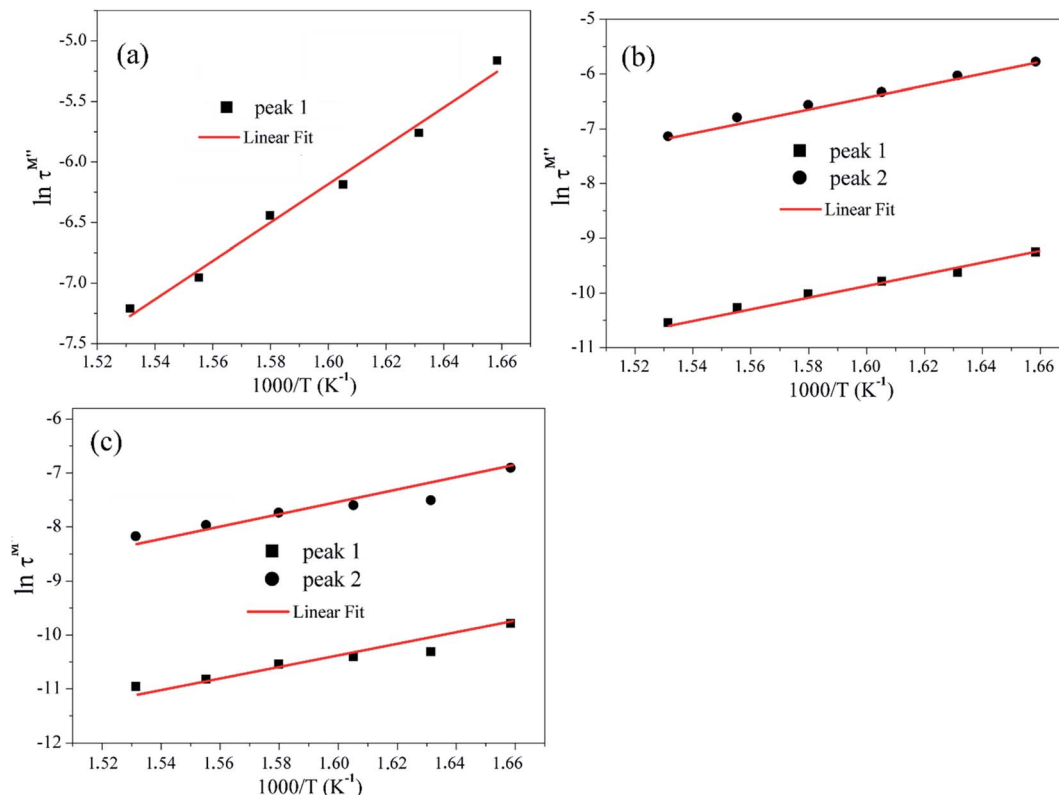 (a)
-5.0
-5.5
-6.0
-6.5
-7.0
-7.5
ln τ^M"
peak 1
Linear Fit
1.52 1.54 1.56 1.58 1.60 1.62 1.64 1.66
1000/T (K⁻¹)
(b)
-5
-6
-7
-8
-9
-10
-11
ln τ^M"
peak 1
peak 2
Linear Fit
1.52 1.54 1.56 1.58 1.60 1.62 1.64 1.66
1000/T (K⁻¹)
(c)
-6
-7
-8
-9
-10
-11
-12
ln τ^M"
peak 1
peak 2
Linear Fit
1.52 1.54 1.56 1.58 1.60 1.62 1.64 1.66
1000/T (K⁻¹)